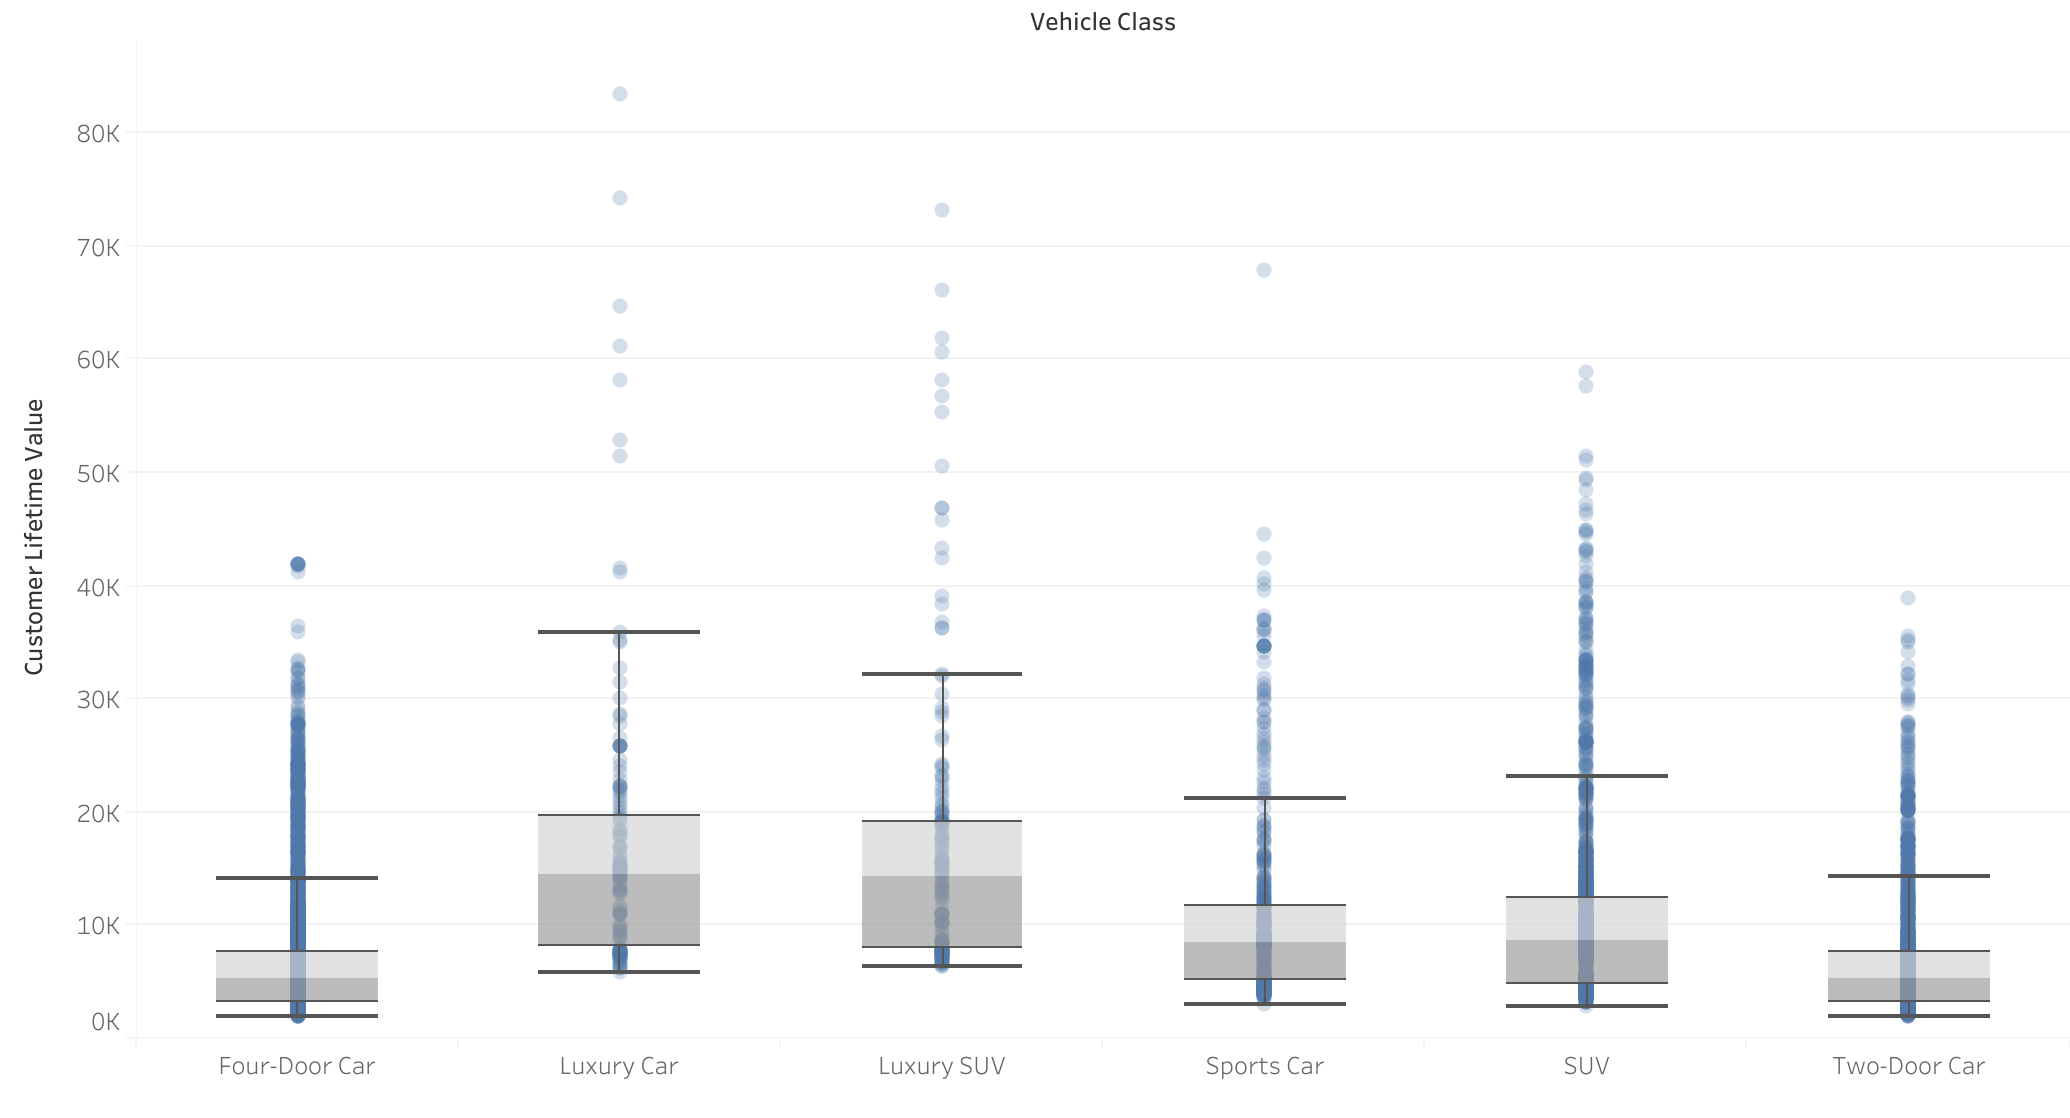 Vehicle Class
Customer Lifetime Value
80K
70K
60K
50K
40K
30K
20K
10K
0K
Four-Door Car
Luxury Car
Luxury SUV
Sports Car
SUV
Two-Door Car